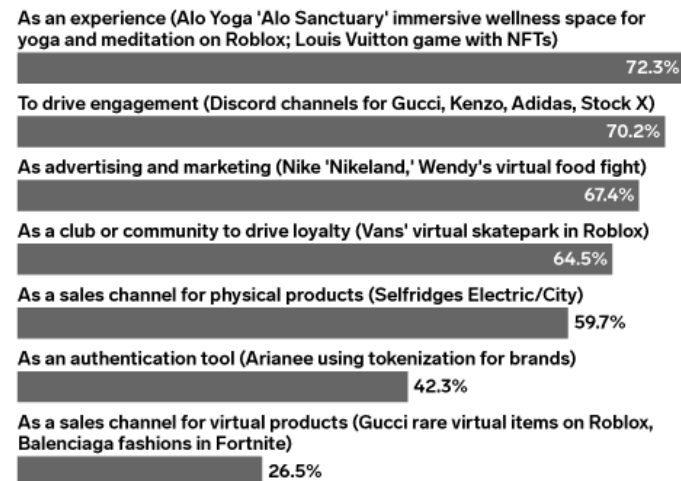 As an experience (Alo Yoga 'Alo Sanctuary' immersive wellness space for
yoga and meditation on Roblox; Louis Vuitton game with NFTs)
72.3%
To drive engagement (Discord channels for Gucci, Kenzo, Adidas, Stock X)
70.2%
As advertising and marketing (Nike 'Nikeland,' Wendy's virtual food fight)
67.4%
As a club or community to drive loyalty (Vans' virtual skatepark in Roblox)
64.5%
As a sales channel for physical products (Selfridges Electric/City)
59.7%
As an authentication tool (Arianee using tokenization for brands)
42.3%
As a sales channel for virtual products (Gucci rare virtual items on Roblox,
Balenciaga fashions in Fortnite)
26.5%